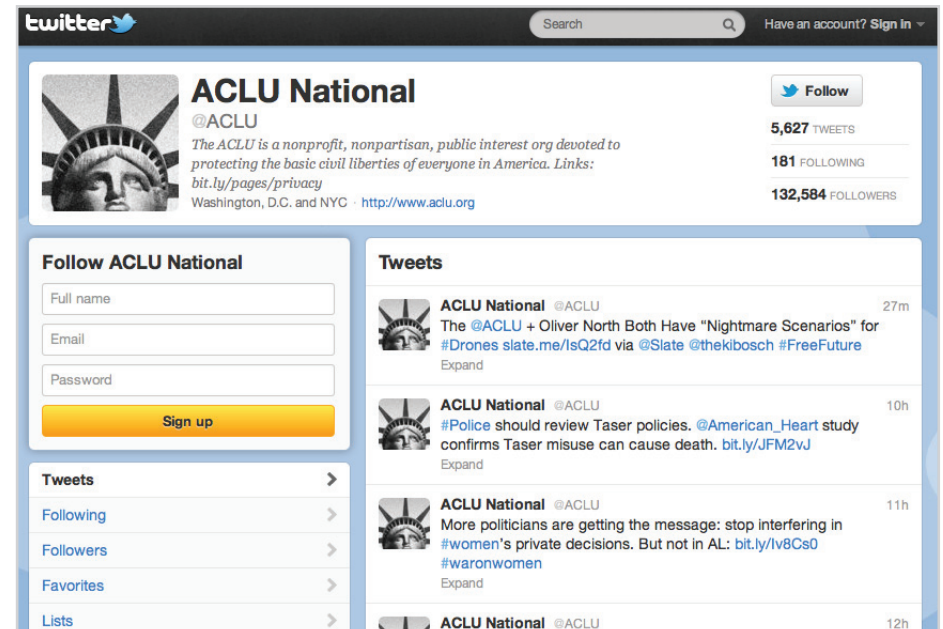 twitter
Search
Have an account? Sign in
ACLU National
@ACLU
The ACLU is a nonprofit, nonpartisan, public interest org devoted to
protecting the basic civil liberties of everyone in America. Links:
bit.ly/pages/privacy
Washington, D.C. and NYC · http://www.aclu.org
Follow
5,627 TWEETS
181 FOLLOWING
132,584 FOLLOWERS
Follow ACLU National
Full name
Email
Password
Sign up
Tweets
Following
Followers
Favorites
Lists
Tweets
ACLU National @ACLU 27m
The @ACLU + Oliver North Both Have “Nightmare Scenarios” for
#Drones slate.me/IsQ2fd via @Slate @thekibosch #FreeFuture
Expand
ACLU National @ACLU 10h
#Police should review Taser policies. @American_Heart study
confirms Taser misuse can cause death. bit.ly/JFM2vJ
Expand
ACLU National @ACLU 11h
More politicians are getting the message: stop interfering in
#women's private decisions. But not in AL: bit.ly/Iv8Cs0
#waronwomen
Expand
ACLU National @ACLU 12h